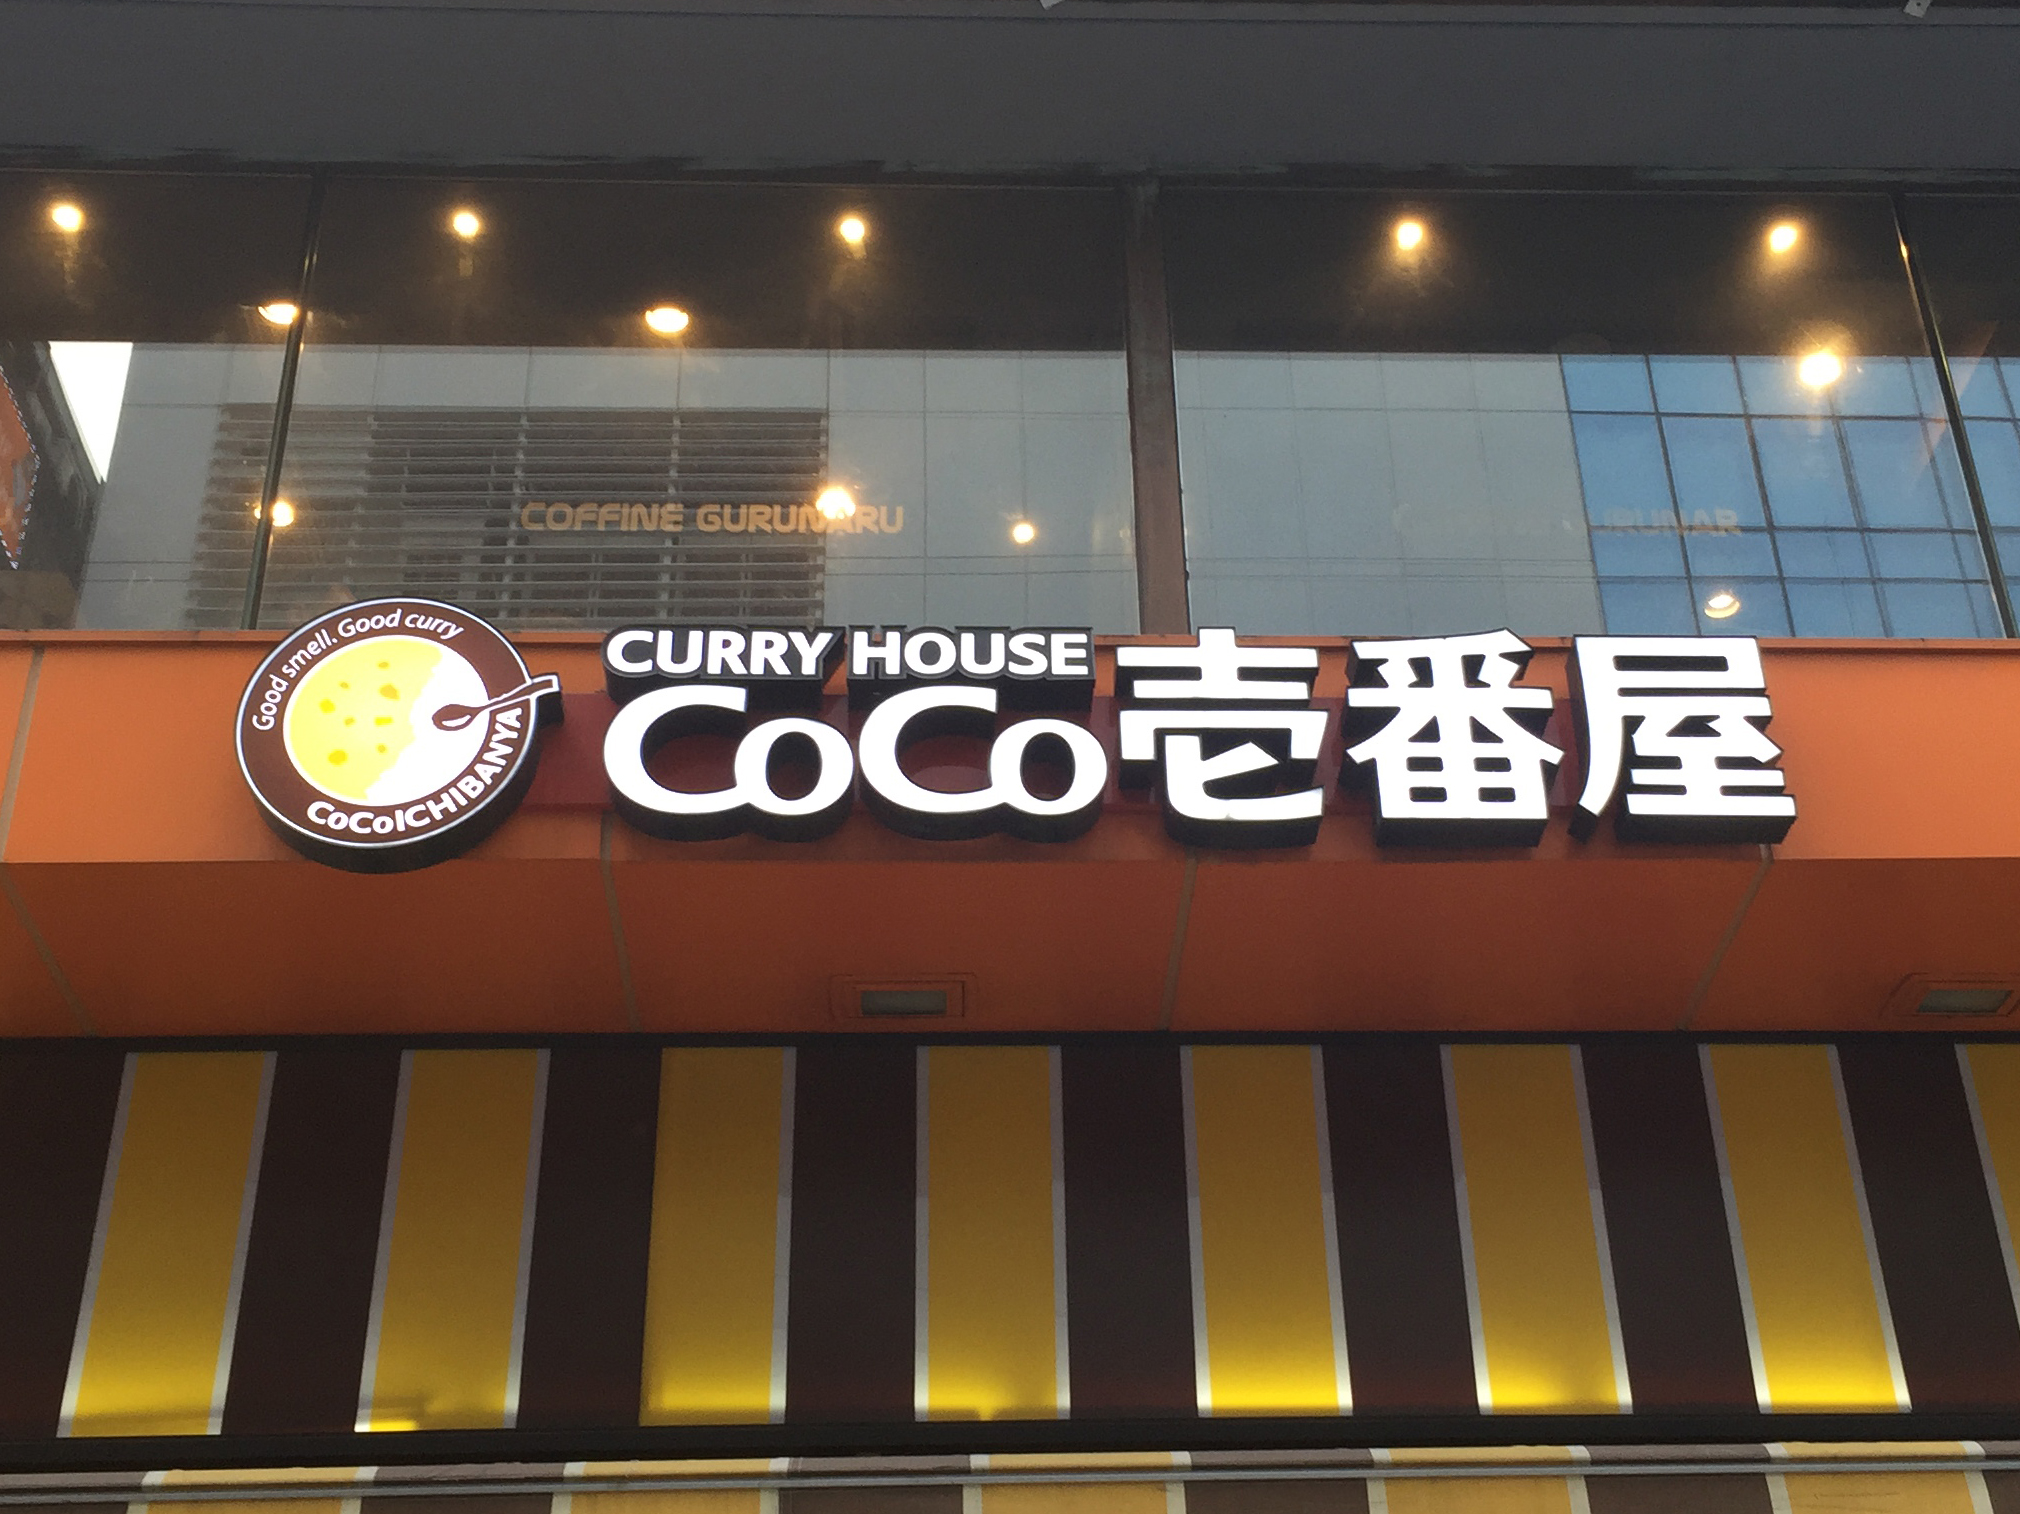 COFFINE GURUNARU
Good smell. Good curry
CoCoICHIBANYA
CURRY HOUSE
CoCo壱番屋